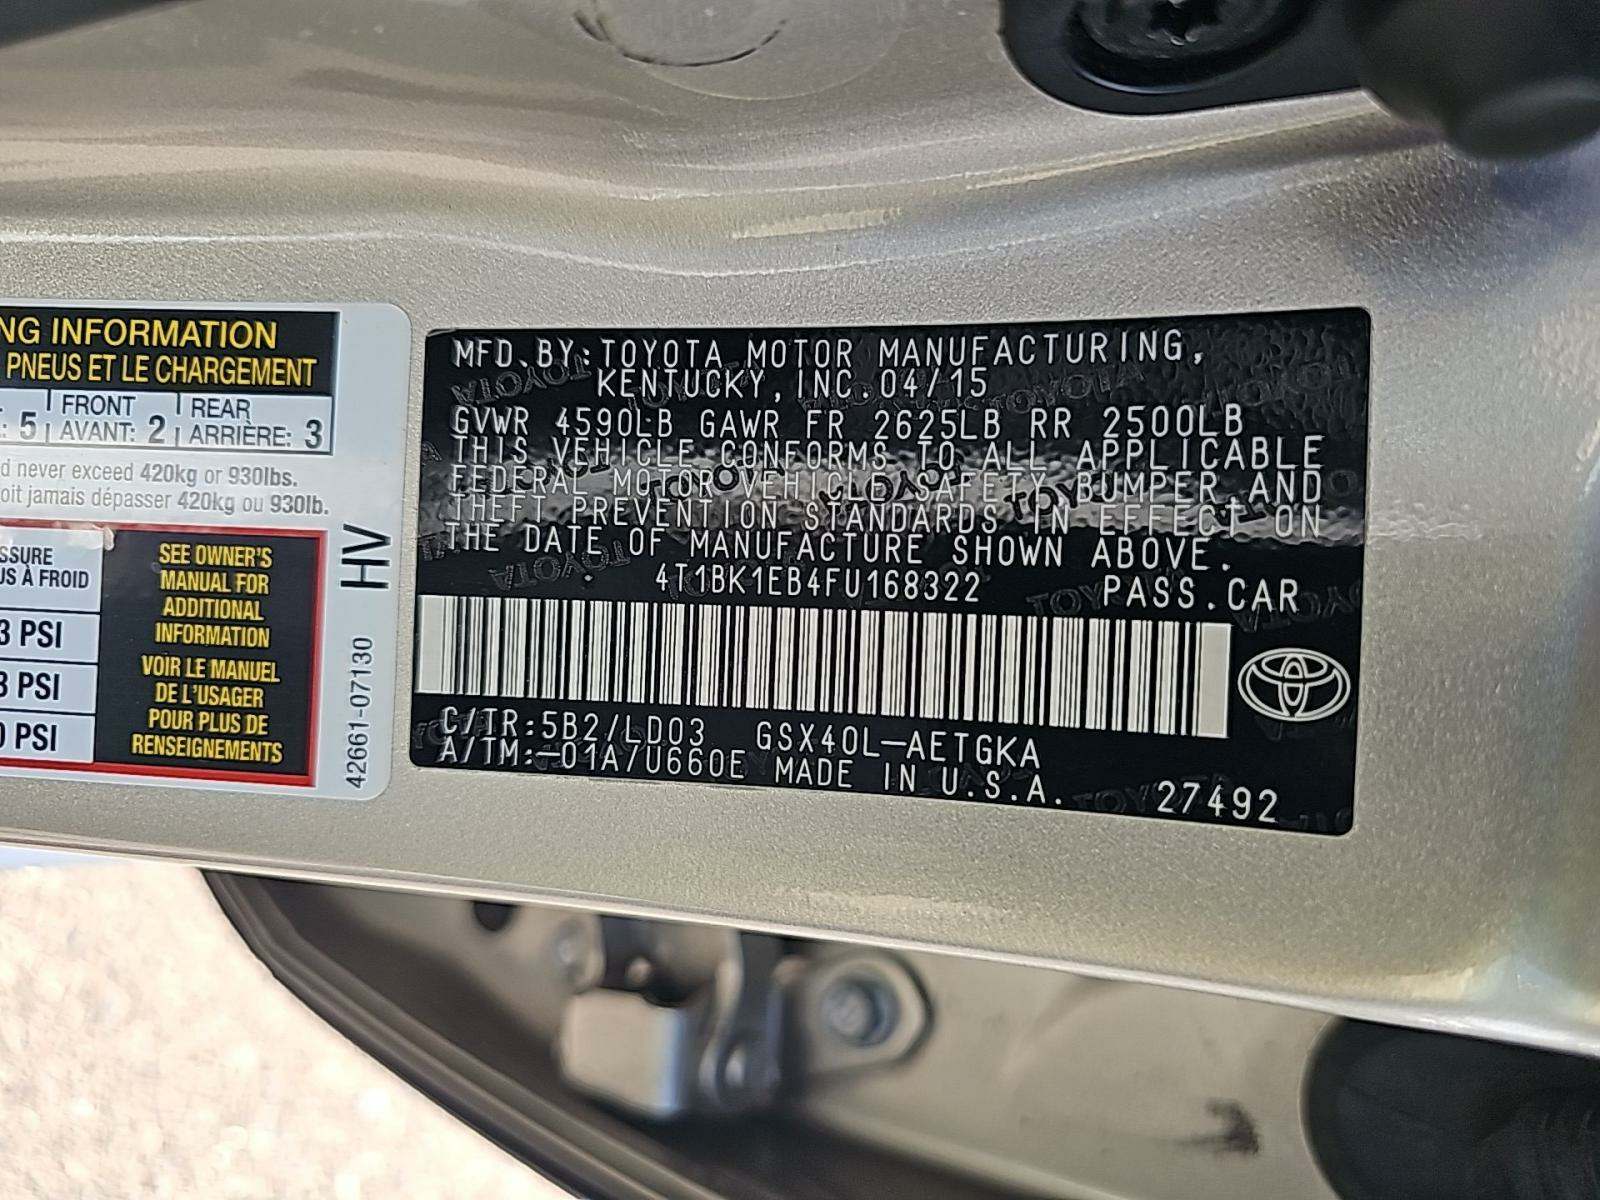 NG INFORMATION
PNEUS ET LE CHARGEMENT
: 5 | FRONT AVANT: 2 | REAR ARRIÈRE: 3
d never exceed 420kg or 930lbs.
oit jamais dépasser 420kg ou 930lb.
SSURE
US À FROID
3 PSI
3 PSI
0 PSI
SEE OWNER'S
MANUAL FOR
ADDITIONAL
INFORMATION
VOIR LE MANUEL
DE L'USAGER
POUR PLUS DE
RENSEIGNEMENTS
HV
42661-07130
MFD.BY:TOYOTA MOTOR MANUFACTURING,
KENTUCKY, INC.04/15
GVWR 4590LB GAWR FR 2625LB RR 2500LB
THIS VEHICLE CONFORMS TO ALL APPLICABLE
FEDERAL MOTOR VEHICLE SAFETY,BUMPER,AND
THEFT PREVENTION STANDARDS IN EFFECT ON
THE DATE OF MANUFACTURE SHOWN ABOVE.
4T1BK1EB4FU168322 PASS.CAR
C/TR:5B2/LD03 GSX40L-AETGKA
A/TM:-01A/U660E MADE IN U.S.A. 27492